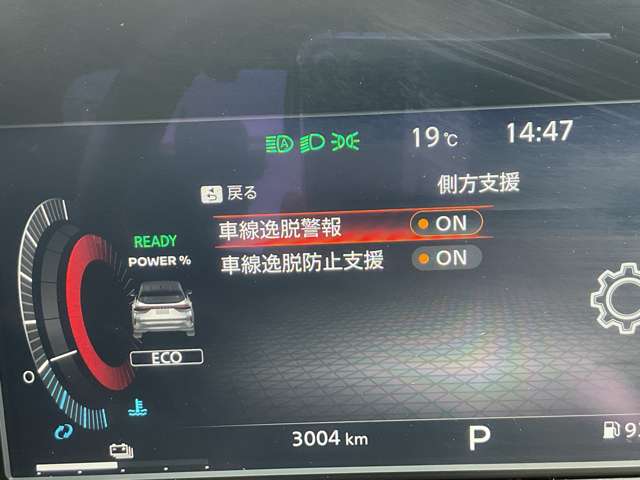 19℃ 14:47
戻る 側方支援
車線逸脱警報 ON
車線逸脱防止支援 ON
READY
POWER %
ECO
0
3004 km P